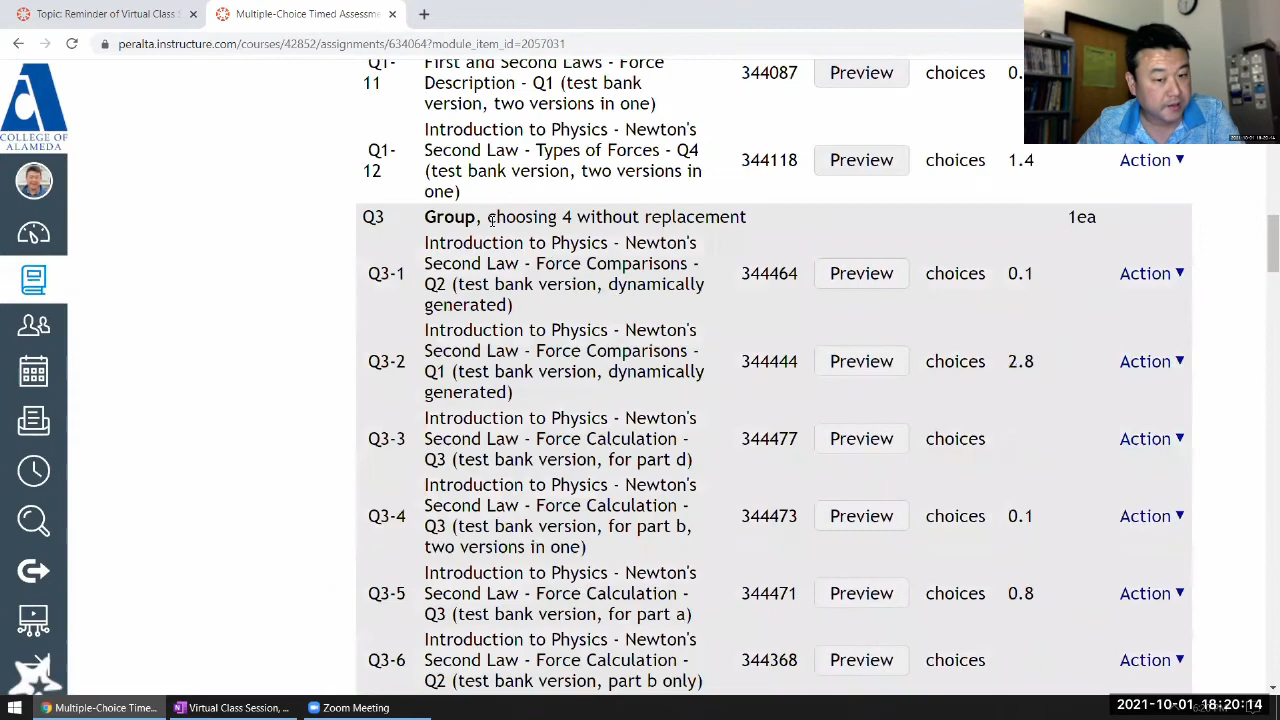 Topic: Reminder of Virtual Class
Multiple-Choice Timed Assessme
peralta.instructure.com/courses/42852/assignments/634064?module_item_id=2057031
COLLEGE OF
ALAMEDA
Q1-
11
First and Second Laws - Force
Description - Q1 (test bank
version, two versions in one)
344087
Preview
choices
0.
Q1-
12
Introduction to Physics - Newton's
Second Law - Types of Forces - Q4
(test bank version, two versions in
one)
344118
Preview
choices
1.4
Action
Q3
Group, choosing 4 without replacement
1ea
Q3-1
Introduction to Physics - Newton's
Second Law - Force Comparisons -
Q2 (test bank version, dynamically
generated)
344464
Preview
choices
0.1
Action
Q3-2
Introduction to Physics - Newton's
Second Law - Force Comparisons -
Q1 (test bank version, dynamically
generated)
344444
Preview
choices
2.8
Action
Q3-3
Introduction to Physics - Newton's
Second Law - Force Calculation -
Q3 (test bank version, for part d)
344477
Preview
choices
Action
Q3-4
Introduction to Physics - Newton's
Second Law - Force Calculation -
Q3 (test bank version, for part b,
two versions in one)
344473
Preview
choices
0.1
Action
Q3-5
Introduction to Physics - Newton's
Second Law - Force Calculation -
Q3 (test bank version, for part a)
344471
Preview
choices
0.8
Action
Q3-6
Introduction to Physics - Newton's
Second Law - Force Calculation -
Q2 (test bank version, part b only)
344368
Preview
choices
Action
Multiple-Choice Time...
Virtual Class Session, ...
Zoom Meeting
2021-10-01 18:20:14
2021-10-01 18:20:14